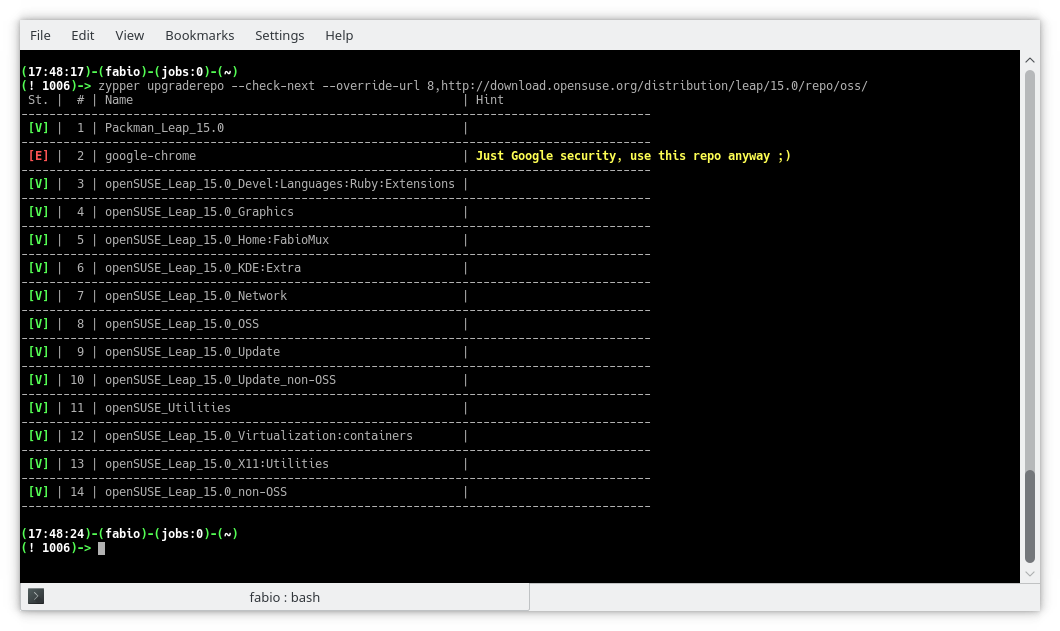 File Edit View Bookmarks Settings Help
(17:48:17)-(fabio)-(jobs:0)-(~)
(! 1006)-> zypper upgraderepo --check-next --override-url 8,http://download.opensuse.org/distribution/leap/15.0/repo/oss/
St. | # | Name | Hint
------------------------------------------------------------------------------------------
[V] | 1 | Packman_Leap_15.0 |
------------------------------------------------------------------------------------------
[E] | 2 | google-chrome | Just Google security, use this repo anyway ;)
------------------------------------------------------------------------------------------
[V] | 3 | openSUSE_Leap_15.0_Devel:Languages:Ruby:Extensions |
------------------------------------------------------------------------------------------
[V] | 4 | openSUSE_Leap_15.0_Graphics |
------------------------------------------------------------------------------------------
[V] | 5 | openSUSE_Leap_15.0_Home:FabioMux |
------------------------------------------------------------------------------------------
[V] | 6 | openSUSE_Leap_15.0_KDE:Extra |
------------------------------------------------------------------------------------------
[V] | 7 | openSUSE_Leap_15.0_Network |
------------------------------------------------------------------------------------------
[V] | 8 | openSUSE_Leap_15.0_OSS |
------------------------------------------------------------------------------------------
[V] | 9 | openSUSE_Leap_15.0_Update |
------------------------------------------------------------------------------------------
[V] | 10 | openSUSE_Leap_15.0_Update_non-OSS |
------------------------------------------------------------------------------------------
[V] | 11 | openSUSE_Utilities |
------------------------------------------------------------------------------------------
[V] | 12 | openSUSE_Leap_15.0_Virtualization:containers |
------------------------------------------------------------------------------------------
[V] | 13 | openSUSE_Leap_15.0_X11:Utilities |
------------------------------------------------------------------------------------------
[V] | 14 | openSUSE_Leap_15.0_non-OSS |
------------------------------------------------------------------------------------------
(17:48:24)-(fabio)-(jobs:0)-(~)
(! 1006)->
fabio : bash